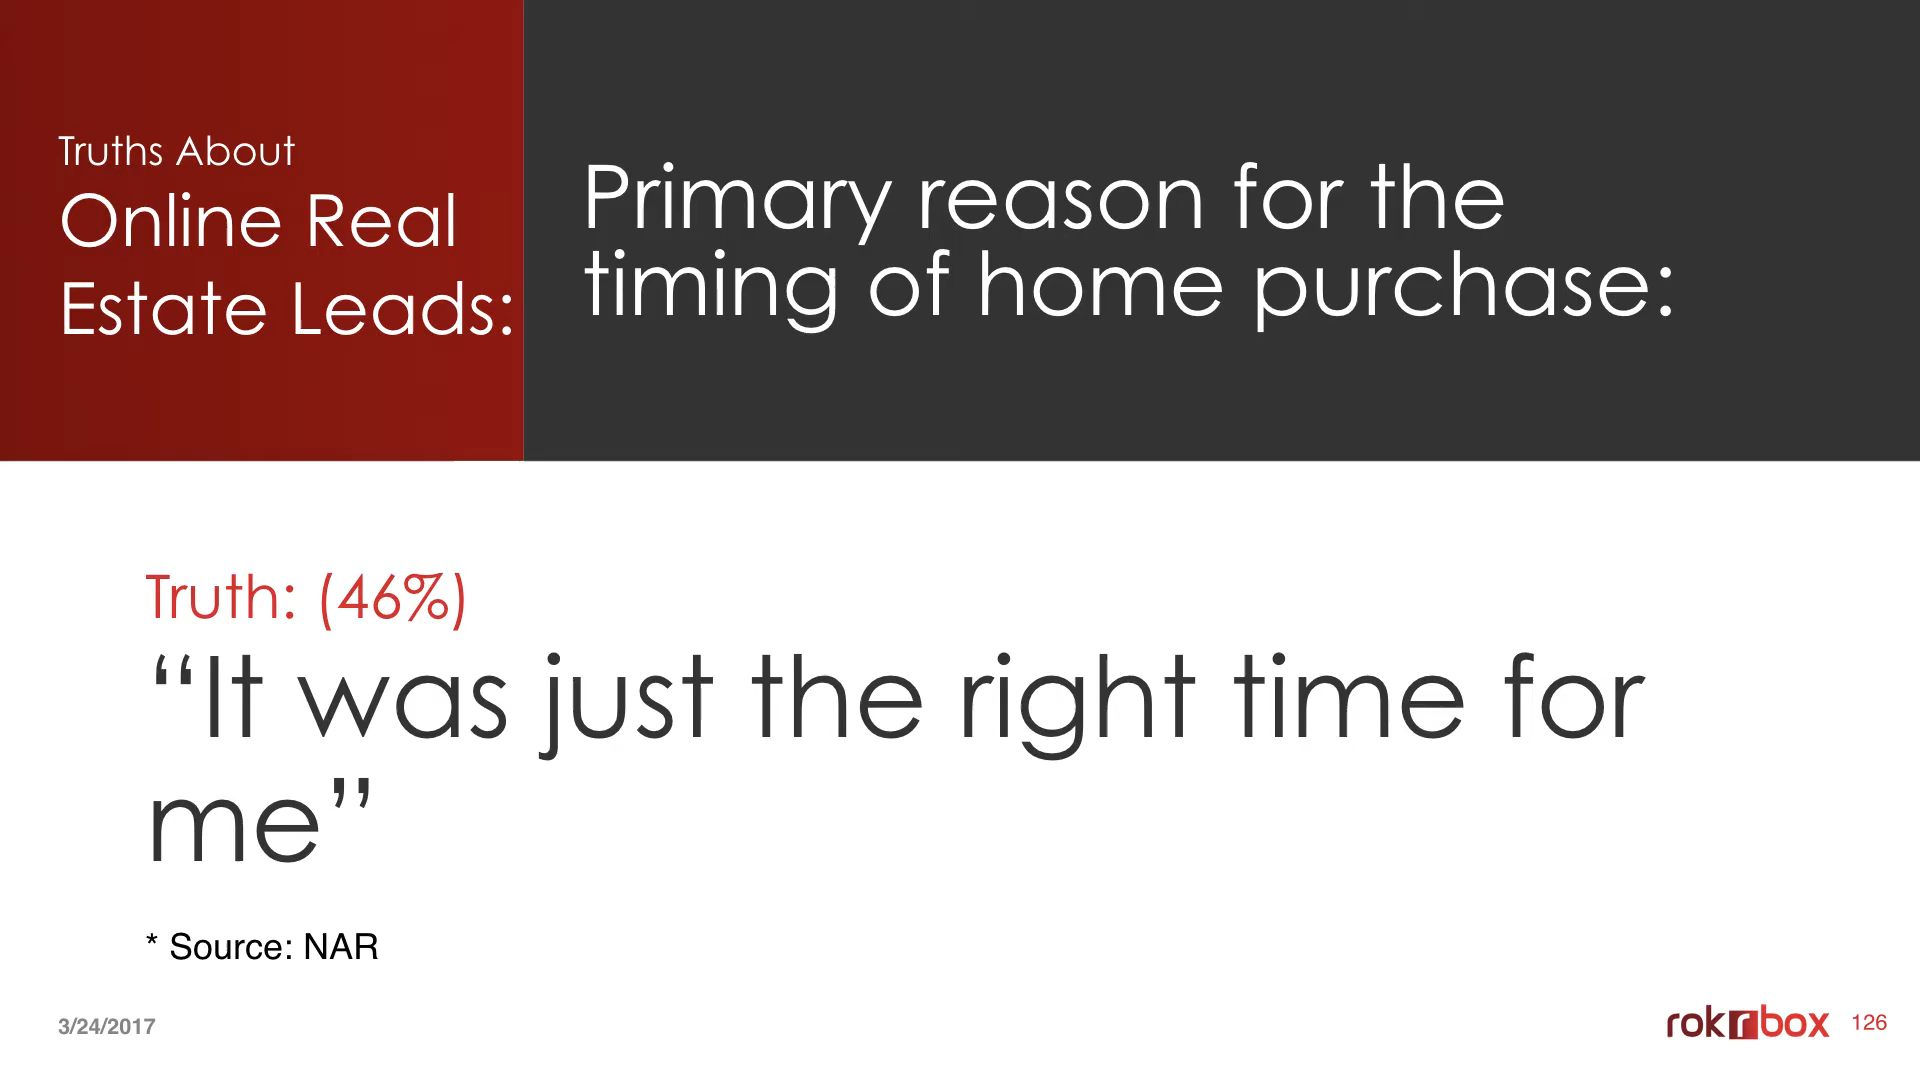 Truths About
Online Real
Estate Leads:
Primary reason for the
timing of home purchase:
Truth: (46%)
“It was just the right time for
me”
* Source: NAR
3/24/2017
rokrbox 126